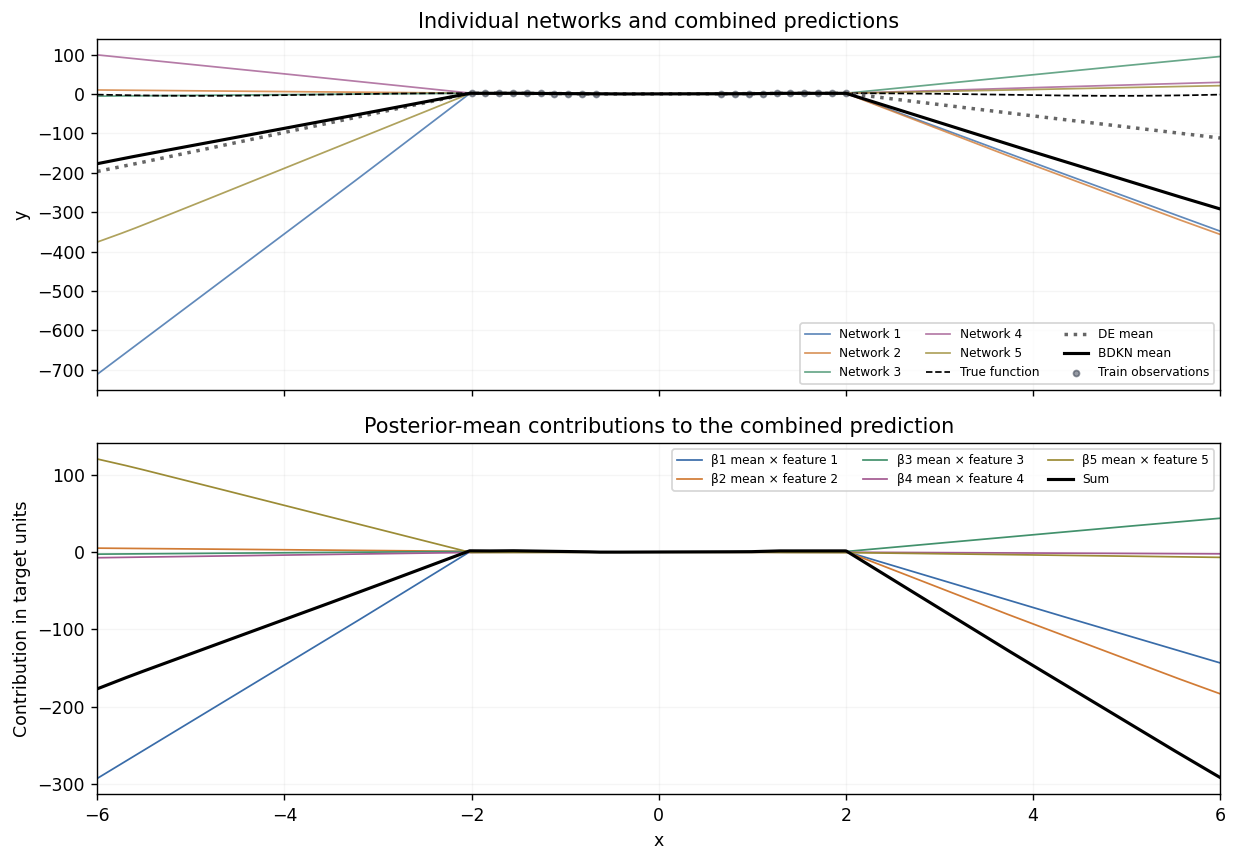 Individual networks and combined predictions
100
0
−100
−200
−300
−400
−500
−600
−700
y
Network 1
Network 2
Network 3
Network 4
Network 5
True function
DE mean
BDKN mean
Train observations
Posterior-mean contributions to the combined prediction
100
0
−100
−200
−300
Contribution in target units
β1 mean × feature 1
β2 mean × feature 2
β3 mean × feature 3
β4 mean × feature 4
β5 mean × feature 5
Sum
−6
−4
−2
0
2
4
6
x